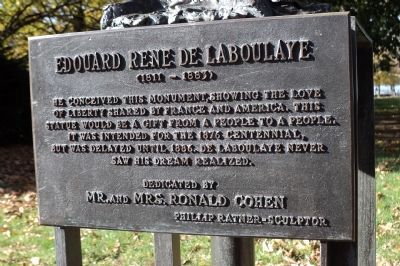 EDOUARD RENE DE LABOULAYE
(1811 - 1883)
HE CONCEIVED THIS MONUMENT, SHOWING THE LOVE
OF LIBERTY SHARED BY FRANCE AND AMERICA. THIS
STATUE WOULD BE A GIFT FROM A PEOPLE TO A PEOPLE.
IT WAS INTENDED FOR THE 1876 CENTENNIAL,
BUT WAS DELAYED UNTIL 1886. DE LABOULAYE NEVER
SAW HIS DREAM REALIZED.
DEDICATED BY
MR. AND MRS. RONALD COHEN
PHILLIP RATNER-SCULPTOR